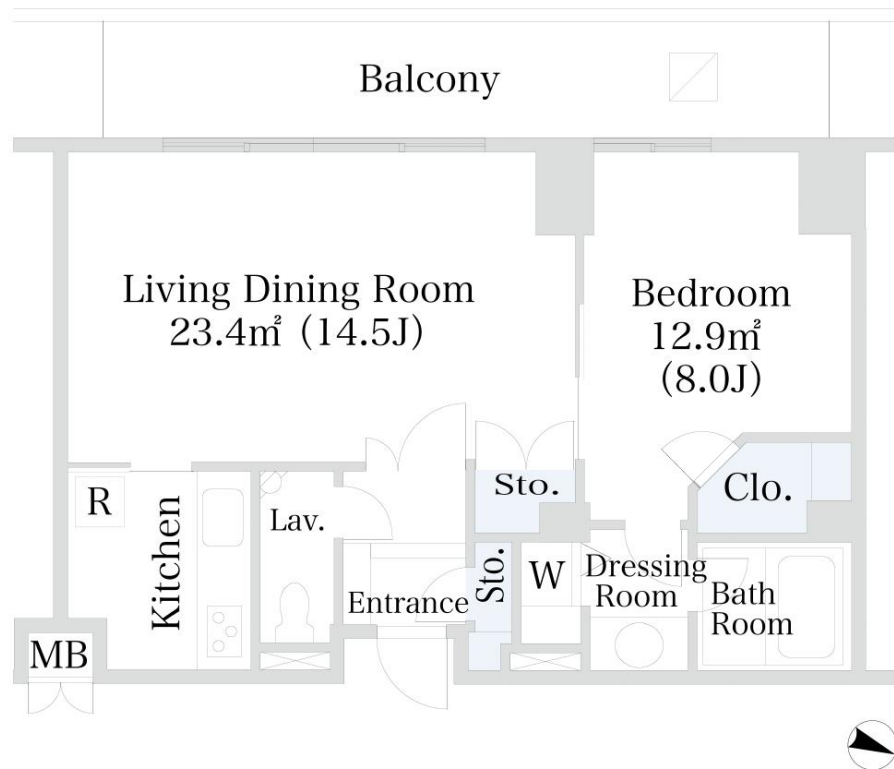 Balcony
Living Dining Room
23.4㎡ (14.5J)
Bedroom
12.9㎡
(8.0J)
R
Kitchen
Lav.
Sto.
Clo.
Entrance
Sto.
W
Dressing
Room
Bath
Room
MB